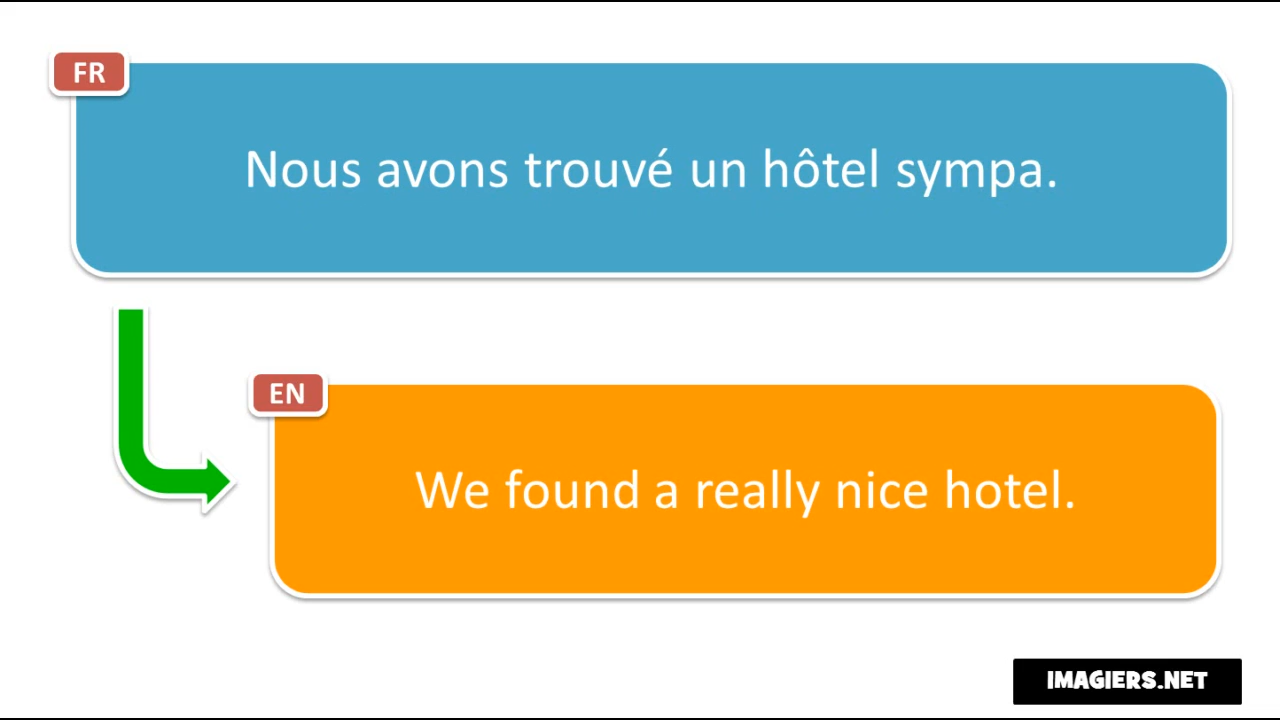 FR
Nous avons trouvé un hôtel sympa.
EN
We found a really nice hotel.
IMAGIERS.NET